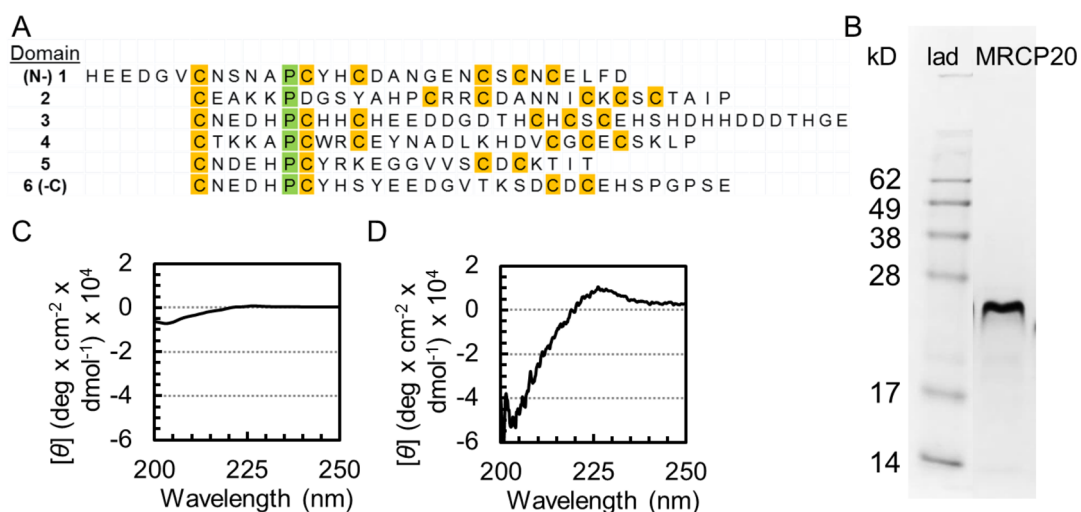 A
Domain
(N-) 1 HEEDGVCNSNAPCYHCDANGENCSCNCELFD
2 CEAKKPDGSYAHPCRRCDANNICKCSCTAIP
3 CNEDHPCHHCHEEDDGDTHCHCSCEHSHDHHDDDTHGE
4 CTKKAPCWRCEYNADLKHDVCGCECSKLP
5 CNDEHPCYRKEGGVVSCDCKTIT
6 (-C) CNEDHPCYHSYEEDGVTKSDCDCEHSPGPSE
B
kD lad MRCP20
62
49
38
28
17
14
C
[θ] (deg x cm-2 x
dmol-1) x 10⁴
2
0
-2
-4
-6
200 225 250
Wavelength (nm)
D
[θ] (deg x cm-2 x
dmol-1) x 10⁴
2
0
-2
-4
-6
200 225 250
Wavelength (nm)